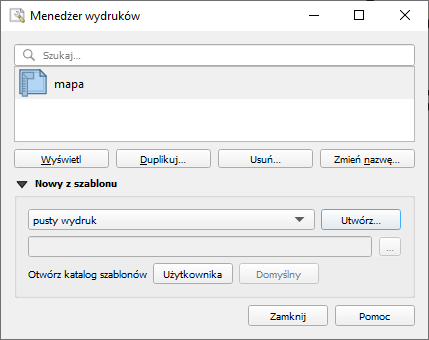 Menedżer wydruków
Szukaj...
mapa
Wyświetl
Duplikuj...
Usuń...
Zmień nazwę...
Nowy z szablonu
pusty wydruk
Utwórz...
...
Otwórz katalog szablonów
Użytkownika
Domyślny
Zamknij
Pomoc